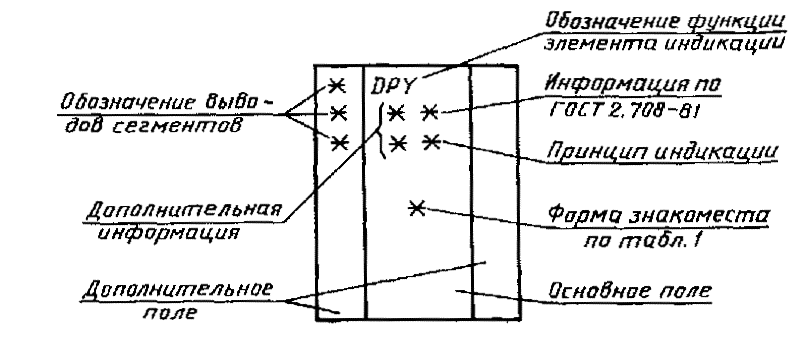 Обозначение функции
элемента индикации
DPY
Обозначение выво-
дов сегментов
Информация по
ГОСТ 2.708-81
Принцип индикации
Дополнительная
информация
Форма знакоместа
по табл. 1
Дополнительное
поле
Основное поле